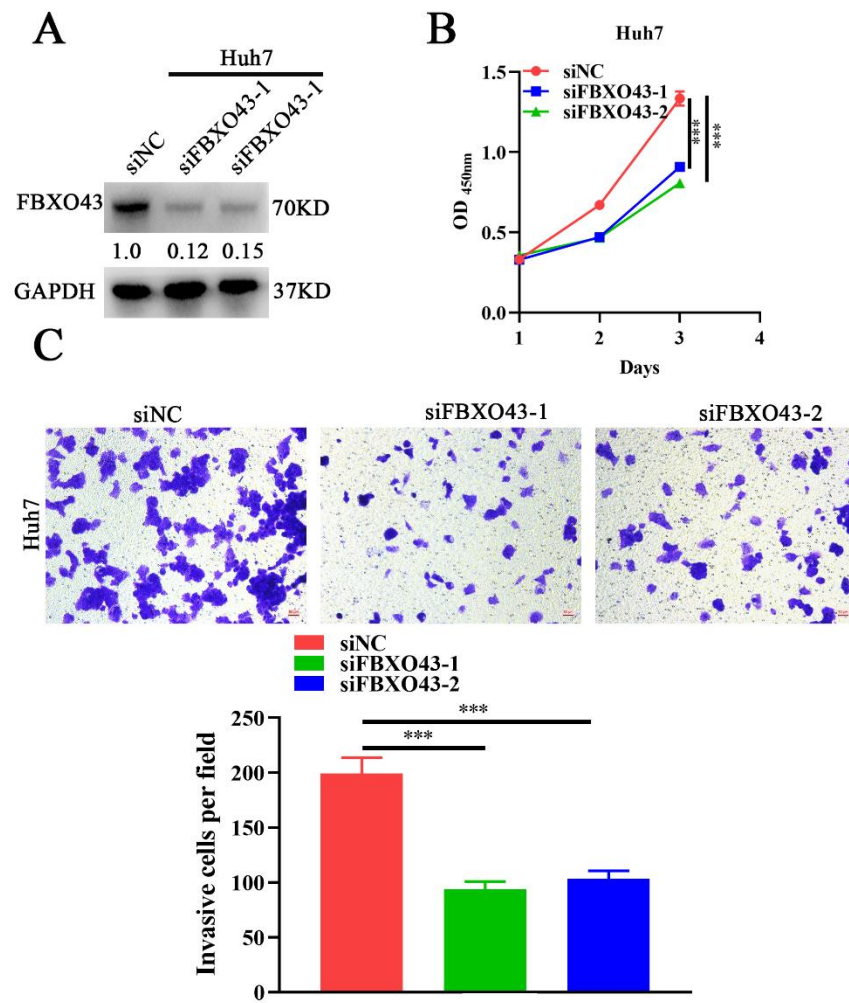 A
Huh7
siNC
siFBXO43-1
siFBXO43-1
FBXO43
70KD
1.0 0.12 0.15
GAPDH
37KD
B
Huh7
siNC
siFBXO43-1
siFBXO43-2
1.5
1.0
0.5
0.0
OD 450nm
***
***
1 2 3 4
Days
C
siNC
siFBXO43-1
siFBXO43-2
Huh7
siNC
siFBXO43-1
siFBXO43-2
250
200
150
100
50
0
Invasive cells per field
***
***